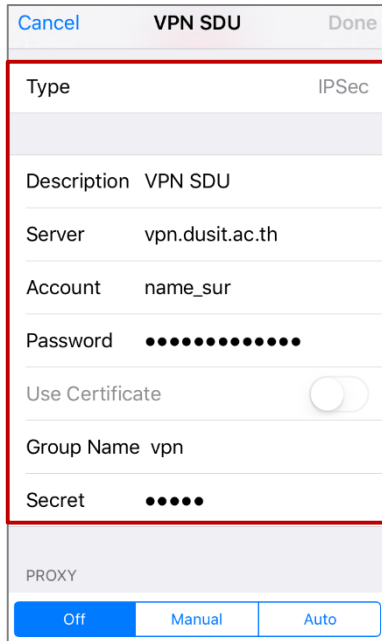 Cancel VPN SDU Done
Type IPSec
Description VPN SDU
Server vpn.dusit.ac.th
Account name_sur
Password •••••••••••••
Use Certificate
Group Name vpn
Secret •••••
PROXY
Off Manual Auto